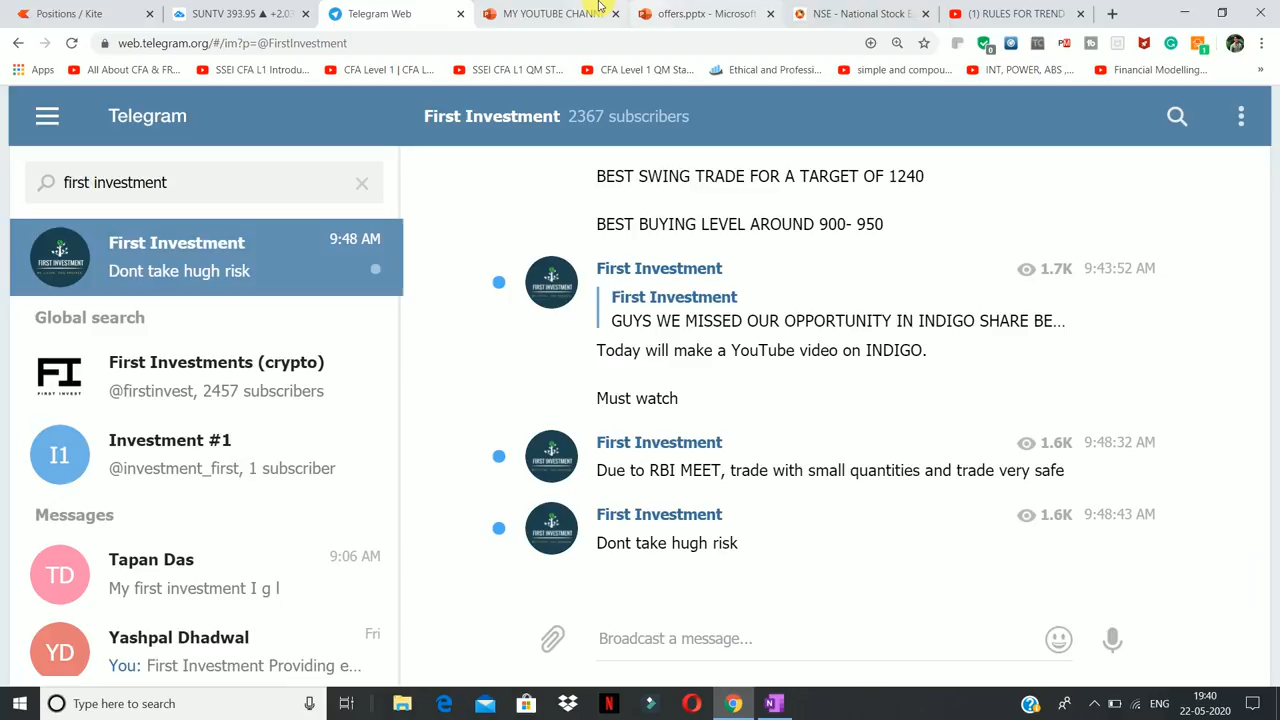 Positions / Kite
SUNTV 393.95 ▲ +2.03
Telegram Web
MY YOUTUBE CHANN
offers.pptx - Microsoft
NSE - National Stock E
(1) RULES FOR TREND
web.telegram.org/#/im?p=@FirstInvestment
Apps
All About CFA & FR...
SSEI CFA L1 Introdu...
CFA Level 1 | CFA L...
SSEI CFA L1 QM ST...
CFA Level 1 QM Sta...
Ethical and Professi...
simple and compou...
INT, POWER, ABS ,...
Financial Modelling...
»
Telegram
First Investment 2367 subscribers
first investment
First Investment 9:48 AM
Dont take hugh risk
Global search
First Investments (crypto)
@firstinvest, 2457 subscribers
Investment #1
@investment_first, 1 subscriber
Messages
Tapan Das 9:06 AM
My first investment I g l
Yashpal Dhadwal Fri
You: First Investment Providing e...
FI
FIRST INVEST
I1
TD
YD
BEST SWING TRADE FOR A TARGET OF 1240
BEST BUYING LEVEL AROUND 900- 950
First Investment 1.7K 9:43:52 AM
First Investment
GUYS WE MISSED OUR OPPORTUNITY IN INDIGO SHARE BE...
Today will make a YouTube video on INDIGO.
Must watch
First Investment 1.6K 9:48:32 AM
Due to RBI MEET, trade with small quantities and trade very safe
First Investment 1.6K 9:48:43 AM
Dont take hugh risk
Broadcast a message...
Type here to search
ENG
19:40
22-05-2020